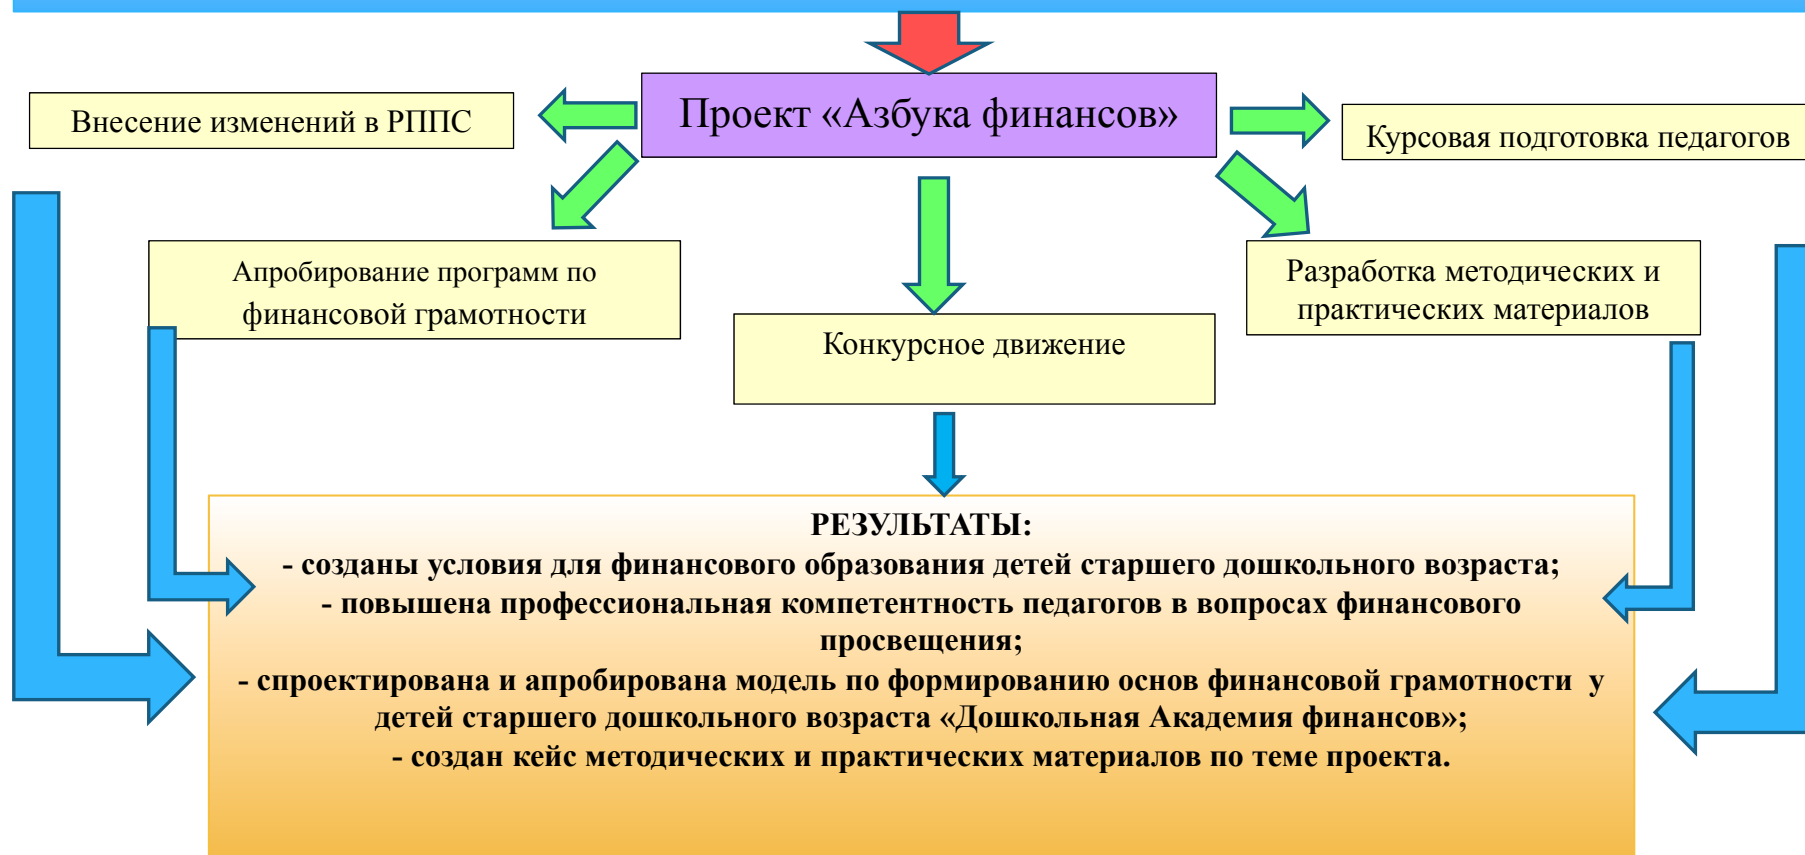 Проект «Азбука финансов»
Внесение изменений в РППС
Курсовая подготовка педагогов
Апробирование программ по
финансовой грамотности
Разработка методических и
практических материалов
Конкурсное движение
РЕЗУЛЬТАТЫ:
- созданы условия для финансового образования детей старшего дошкольного возраста;
- повышена профессиональная компетентность педагогов в вопросах финансового
просвещения;
- спроектирована и апробирована модель по формированию основ финансовой грамотности у
детей старшего дошкольного возраста «Дошкольная Академия финансов»;
- создан кейс методических и практических материалов по теме проекта.